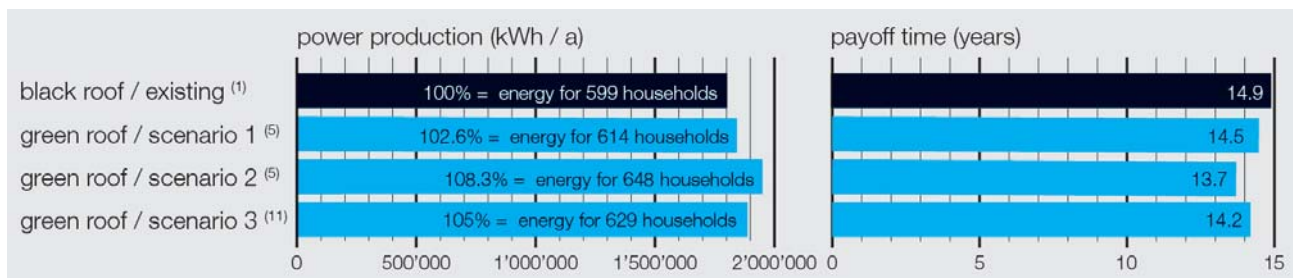 power production (kWh / a) payoff time (years)
black roof / existing (1) 100% = energy for 599 households 14.9
green roof / scenario 1 (5) 102.6% = energy for 614 households 14.5
green roof / scenario 2 (5) 108.3% = energy for 648 households 13.7
green roof / scenario 3 (11) 105% = energy for 629 households 14.2
0 500'000 1'000'000 1'500'000 2'000'000 0 5 10 15